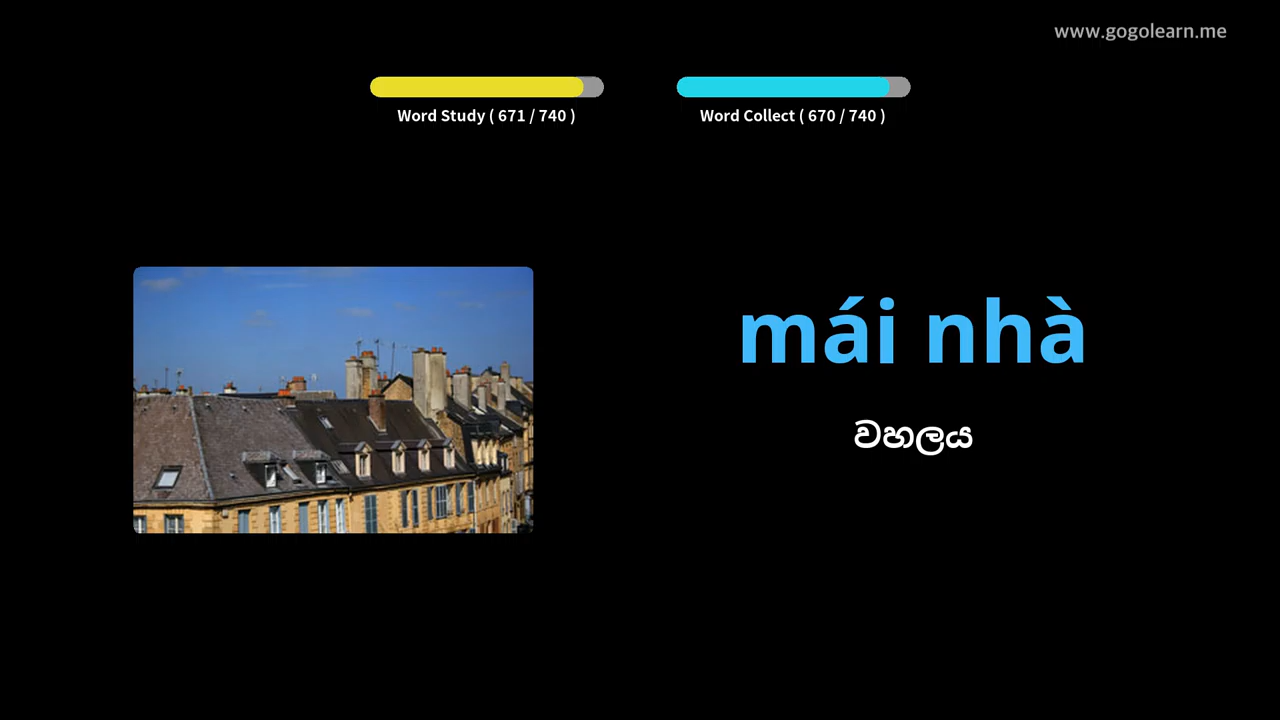 www.gogolearn.me
Word Study ( 671 / 740 )
Word Collect ( 670 / 740 )
mái nhà
වහලය